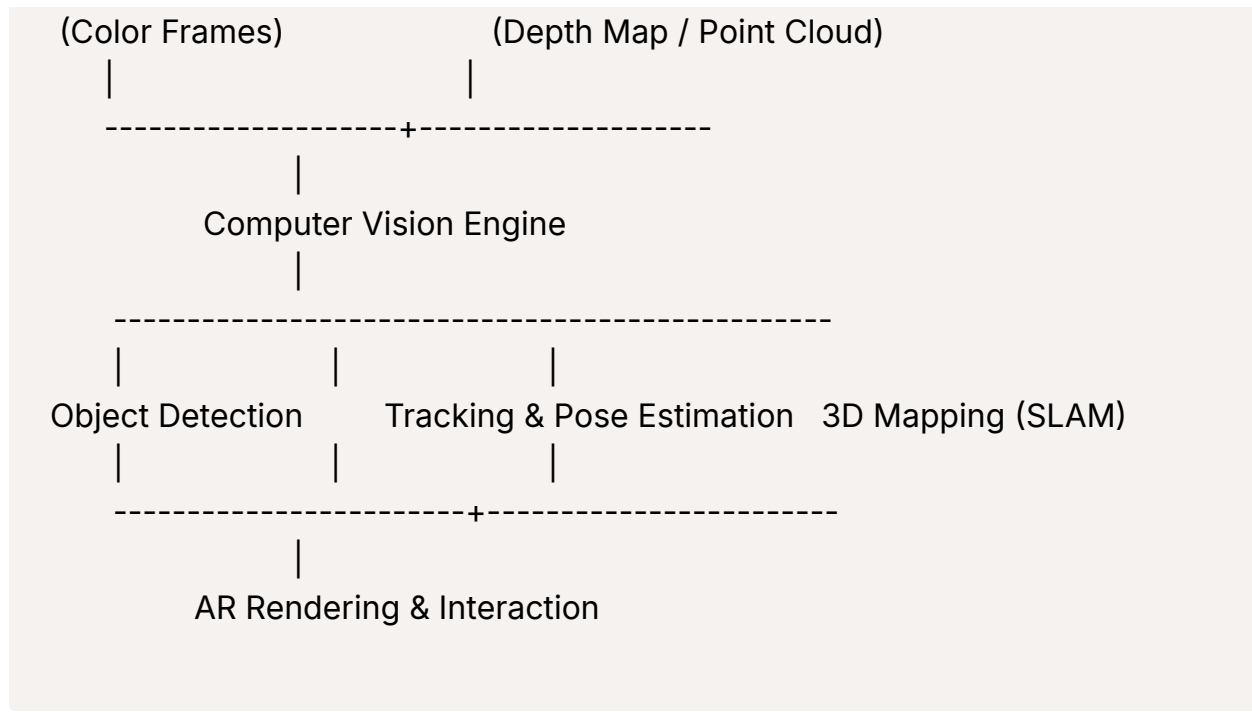 (Color Frames) (Depth Map / Point Cloud)
| |
--------------------+--------------------
|
Computer Vision Engine
|
-------------------------------------------------
| | |
Object Detection Tracking & Pose Estimation 3D Mapping (SLAM)
| | |
------------------------+------------------------
|
AR Rendering & Interaction